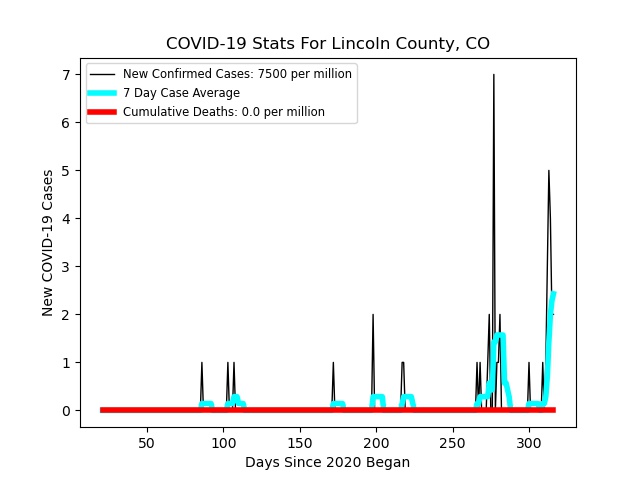 COVID-19 Stats For Lincoln County, CO
New Confirmed Cases: 7500 per million
7 Day Case Average
Cumulative Deaths: 0.0 per million
7
6
5
4
3
2
1
0
New COVID-19 Cases
50 100 150 200 250 300
Days Since 2020 Began